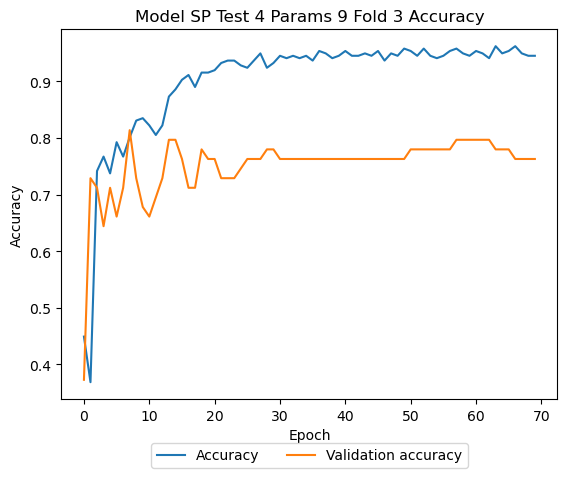 Model SP Test 4 Params 9 Fold 3 Accuracy
Accuracy
0.9
0.8
0.7
0.6
0.5
0.4
0 10 20 30 40 50 60 70
Epoch
Accuracy Validation accuracy